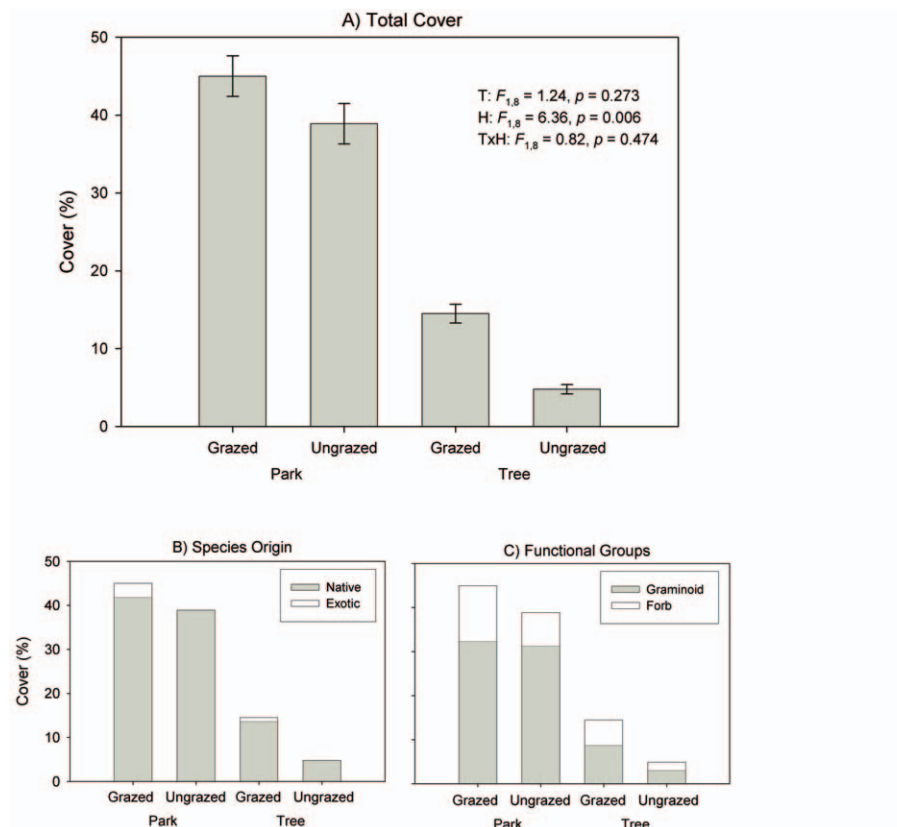 A) Total Cover
50
40
30
20
10
0
Cover (%)
T: F1,8 = 1.24, p = 0.273
H: F1,8 = 6.36, p = 0.006
TxH: F1,8 = 0.82, p = 0.474
Grazed Ungrazed Grazed Ungrazed
Park Tree
B) Species Origin
50
40
30
20
10
0
Cover (%)
Native
Exotic
Grazed Ungrazed Grazed Ungrazed
Park Tree
C) Functional Groups
Graminoid
Forb
Grazed Ungrazed Grazed Ungrazed
Park Tree